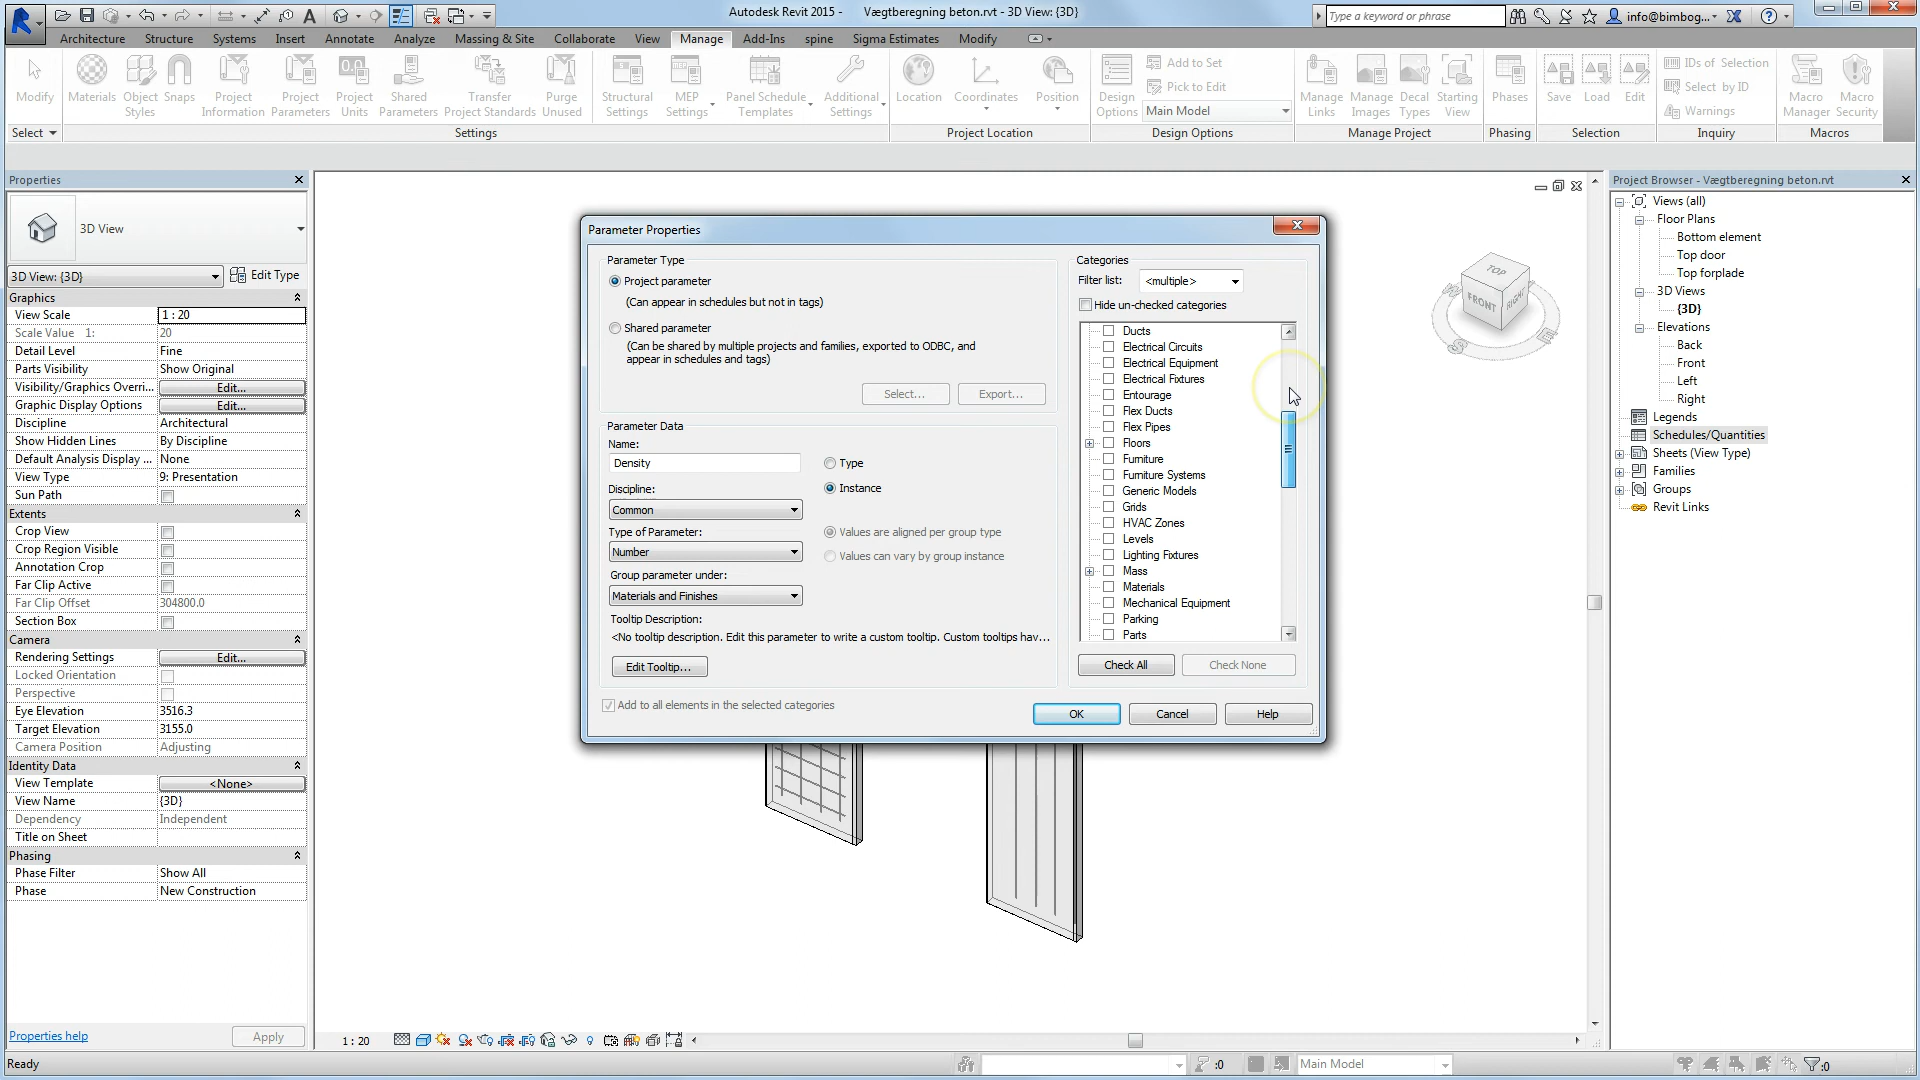 Autodesk Revit 2015 - Vægtberegning beton.rvt - 3D View: {3D}
Type a keyword or phrase
info@bimbog...
Architecture Structure Systems Insert Annotate Analyze Massing & Site Collaborate View Manage Add-Ins spine Sigma Estimates Modify
Modify
Materials
Object Styles
Snaps
Project Information
Project Parameters
Project Units
Shared Parameters
Transfer Project Standards
Purge Unused
Structural Settings
MEP Settings
Panel Schedule Templates
Additional Settings
Location
Coordinates
Position
Design Options
Add to Set
Pick to Edit
Main Model
Manage Links
Manage Images
Decal Types
Starting View
Phases
Save
Load
Edit
IDs of Selection
Select by ID
Warnings
Macro Manager
Macro Security
Select
Settings
Project Location
Design Options
Manage Project
Phasing
Selection
Inquiry
Macros
Properties
3D View
3D View: {3D}
Edit Type
Graphics
View Scale 1 : 20
Scale Value 1: 20
Detail Level Fine
Parts Visibility Show Original
Visibility/Graphics Overri... Edit...
Graphic Display Options Edit...
Discipline Architectural
Show Hidden Lines By Discipline
Default Analysis Display ... None
View Type 9: Presentation
Sun Path
Extents
Crop View
Crop Region Visible
Annotation Crop
Far Clip Active
Far Clip Offset 304800.0
Section Box
Camera
Rendering Settings Edit...
Locked Orientation
Perspective
Eye Elevation 3516.3
Target Elevation 3155.0
Camera Position Adjusting
Identity Data
View Template <None>
View Name {3D}
Dependency Independent
Title on Sheet
Phasing
Phase Filter Show All
Phase New Construction
Properties help
Apply
Parameter Properties
Parameter Type
Project parameter
(Can appear in schedules but not in tags)
Shared parameter
(Can be shared by multiple projects and families, exported to ODBC, and
appear in schedules and tags)
Select...
Export...
Parameter Data
Name:
Density
Type
Discipline:
Instance
Common
Type of Parameter:
Values are aligned per group type
Number
Values can vary by group instance
Group parameter under:
Materials and Finishes
Tooltip Description:
<No tooltip description. Edit this parameter to write a custom tooltip. Custom tooltips hav...
Edit Tooltip...
Add to all elements in the selected categories
Categories
Filter list: <multiple>
Hide un-checked categories
Ducts
Electrical Circuits
Electrical Equipment
Electrical Fixtures
Entourage
Flex Ducts
Flex Pipes
Floors
Furniture
Furniture Systems
Generic Models
Grids
HVAC Zones
Levels
Lighting Fixtures
Mass
Materials
Mechanical Equipment
Parking
Parts
Check All
Check None
OK
Cancel
Help
TOP
FRONT
RIGHT
W
S
E
Project Browser - Vægtberegning beton.rvt
Views (all)
Floor Plans
Bottom element
Top door
Top forplade
3D Views
{3D}
Elevations
Back
Front
Left
Right
Legends
Schedules/Quantities
Sheets (View Type)
Families
Groups
Revit Links
1 : 20
Ready
:0
Main Model
:0